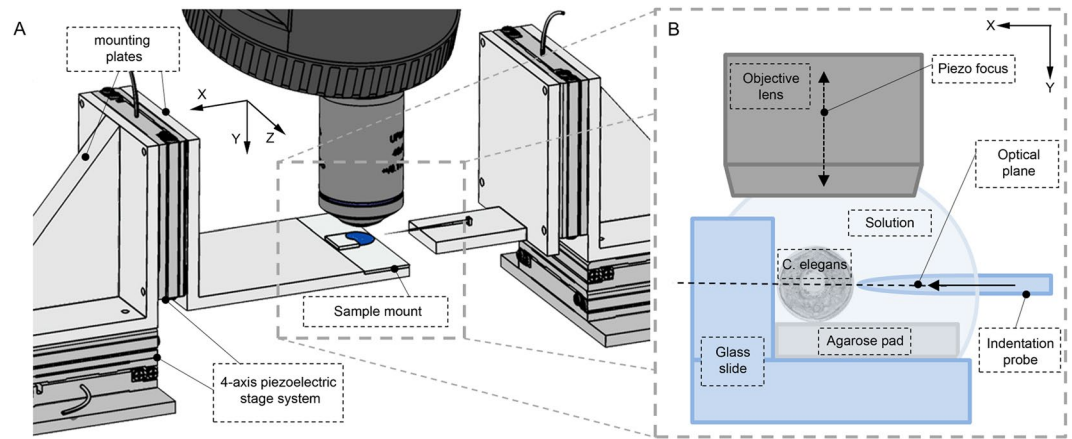 A
mounting
plates
X
Y
Z
Sample mount
4-axis piezoelectric
stage system
B
X
Y
Objective
lens
Piezo focus
Optical
plane
Solution
C. elegans
Agarose pad
Glass
slide
Indentation
probe